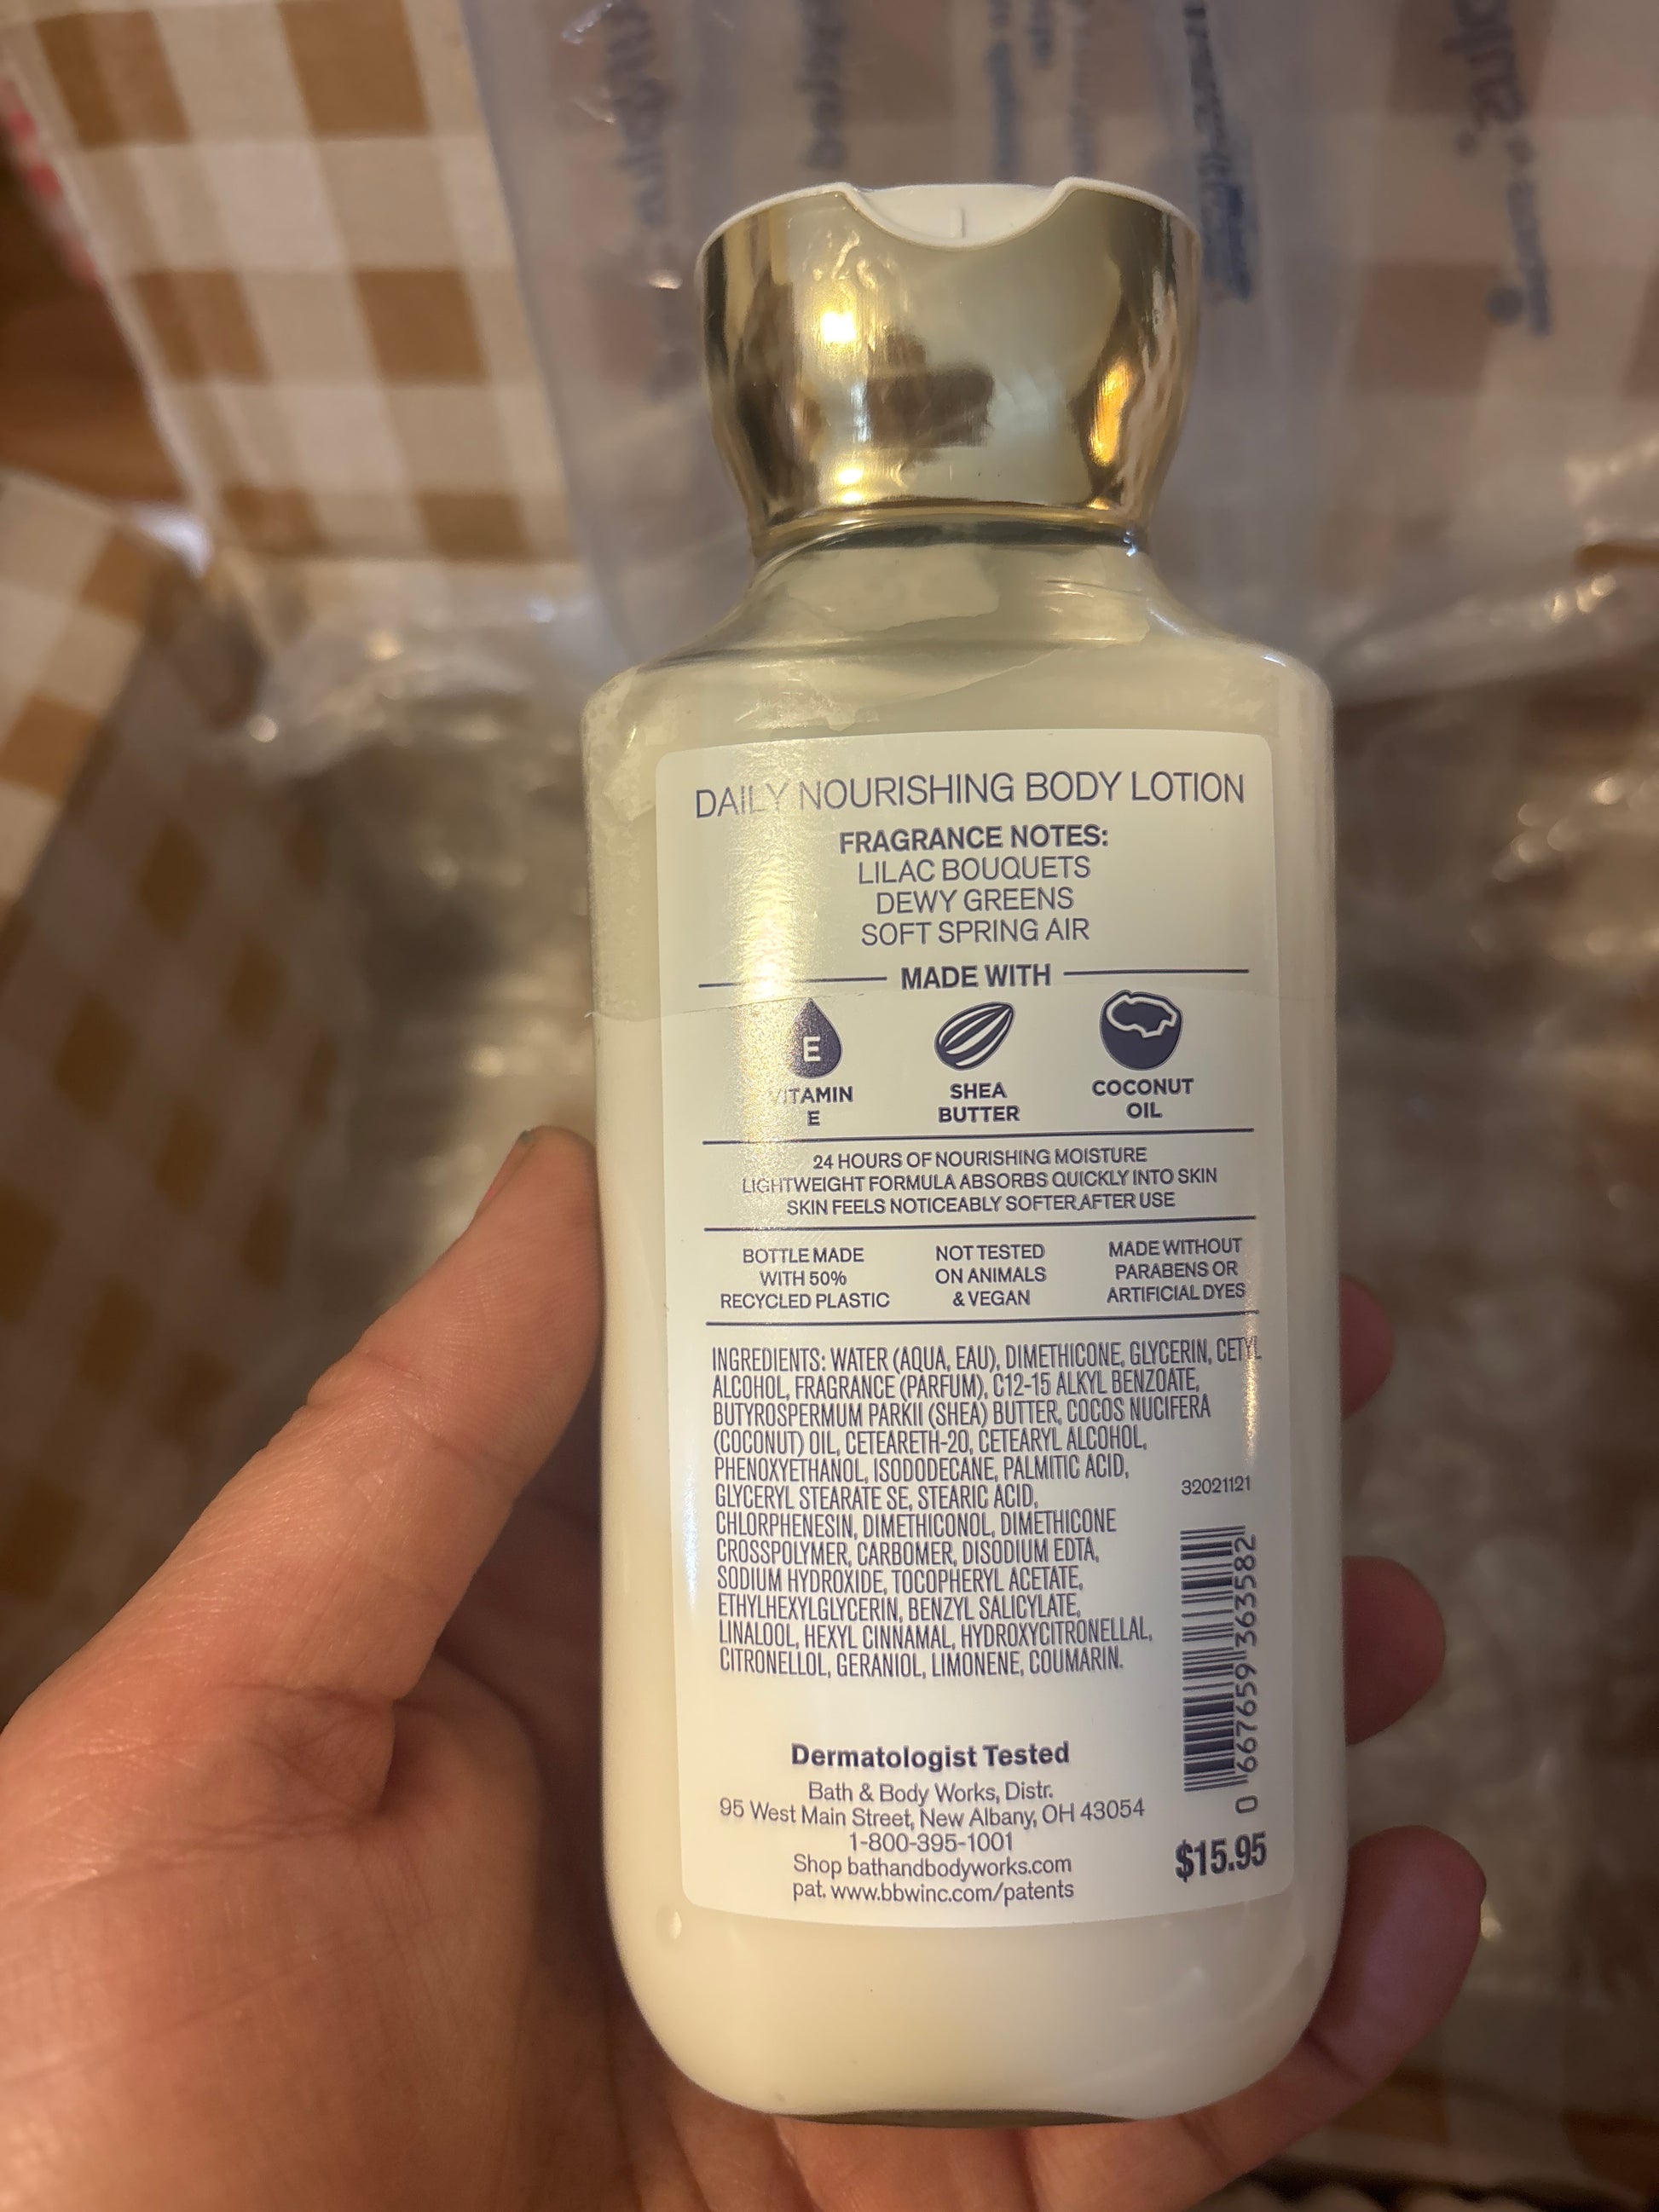 DAILY NOURISHING BODY LOTION
FRAGRANCE NOTES:
LILAC BOUQUETS
DEWY GREENS
SOFT SPRING AIR
MADE WITH
E
VITAMIN
E
SHEA
BUTTER
COCONUT
OIL
24 HOURS OF NOURISHING MOISTURE
LIGHTWEIGHT FORMULA ABSORBS QUICKLY INTO SKIN
SKIN FEELS NOTICEABLY SOFTER AFTER USE
BOTTLE MADE
WITH 50%
RECYCLED PLASTIC
NOT TESTED
ON ANIMALS
& VEGAN
MADE WITHOUT
PARABENS OR
ARTIFICIAL DYES
INGREDIENTS: WATER (AQUA, EAU), DIMETHICONE, GLYCERIN, CETYL
ALCOHOL, FRAGRANCE (PARFUM), C12-15 ALKYL BENZOATE,
BUTYROSPERMUM PARKII (SHEA) BUTTER, COCOS NUCIFERA
(COCONUT) OIL, CETEARETH-20, CETEARYL ALCOHOL,
PHENOXYETHANOL, ISODODECANE, PALMITIC ACID,
GLYCERYL STEARATE SE, STEARIC ACID,
CHLORPHENESIN, DIMETHICONOL, DIMETHICONE
CROSSPOLYMER, CARBOMER, DISODIUM EDTA,
SODIUM HYDROXIDE, TOCOPHERYL ACETATE,
ETHYLHEXYLGLYCERIN, BENZYL SALICYLATE,
LINALOOL, HEXYL CINNAMAL, HYDROXYCITRONELLAL,
CITRONELLOL, GERANIOL, LIMONENE, COUMARIN.
32021121
0 667659 363582
$15.95
Dermatologist Tested
Bath & Body Works, Distr.
95 West Main Street, New Albany, OH 43054
1-800-395-1001
Shop bathandbodyworks.com
pat. www.bbwinc.com/patents